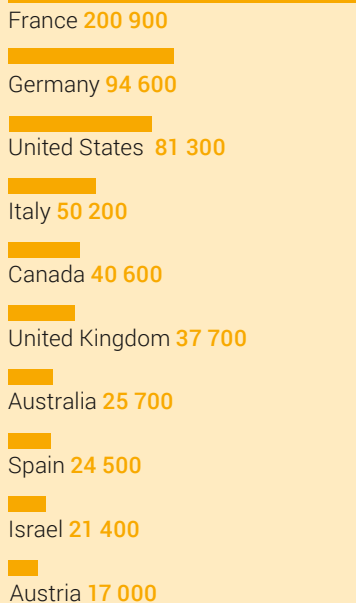 France 200 900
Germany 94 600
United States 81 300
Italy 50 200
Canada 40 600
United Kingdom 37 700
Australia 25 700
Spain 24 500
Israel 21 400
Austria 17 000